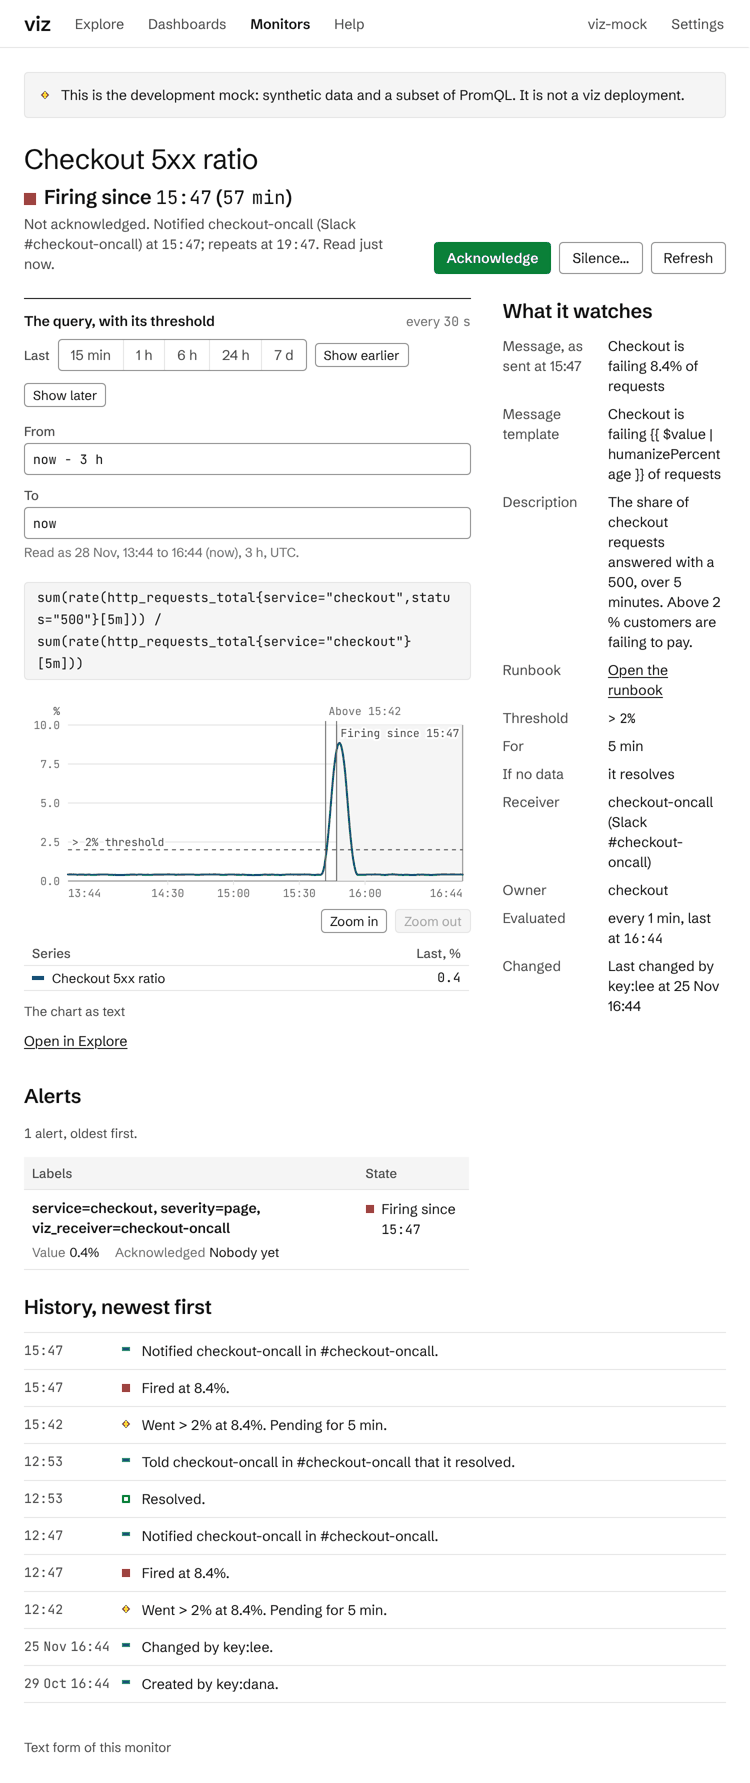 viz Explore Dashboards Monitors Help viz-mock Settings
This is the development mock: synthetic data and a subset of PromQL. It is not a viz deployment.
Checkout 5xx ratio
Firing since 15:47 (57 min)
Not acknowledged. Notified checkout-oncall (Slack
#checkout-oncall) at 15:47; repeats at 19:47. Read just
now.
Acknowledge Silence... Refresh
The query, with its threshold every 30 s
Last 15 min 1 h 6 h 24 h 7 d Show earlier
Show later
From
now - 3 h
To
now
Read as 28 Nov, 13:44 to 16:44 (now), 3 h, UTC.
sum(rate(http_requests_total{service="checkout",statu
s="500"}[5m])) /
sum(rate(http_requests_total{service="checkout"}
[5m]))
% Above 15:42
10.0 Firing since 15:47
7.5
5.0
2.5 > 2% threshold
0.0
13:44 14:30 15:00 15:30 16:00 16:44
Zoom in Zoom out
Series Last, %
Checkout 5xx ratio 0.4
The chart as text
Open in Explore
What it watches
Message, as Checkout is
sent at 15:47 failing 8.4% of
requests
Message Checkout is
template failing {{ $value |
humanizePercent
age }} of requests
Description The share of
checkout
requests
answered with a
500, over 5
minutes. Above 2
% customers are
failing to pay.
Runbook Open the
runbook
Threshold > 2%
For 5 min
If no data it resolves
Receiver checkout-oncall
(Slack
#checkout-
oncall)
Owner checkout
Evaluated every 1 min, last
at 16:44
Changed Last changed by
key:lee at 25 Nov
16:44
Alerts
1 alert, oldest first.
Labels State
service=checkout, severity=page, Firing since
viz_receiver=checkout-oncall 15:47
Value 0.4% Acknowledged Nobody yet
History, newest first
15:47 Notified checkout-oncall in #checkout-oncall.
15:47 Fired at 8.4%.
15:42 Went > 2% at 8.4%. Pending for 5 min.
12:53 Told checkout-oncall in #checkout-oncall that it resolved.
12:53 Resolved.
12:47 Notified checkout-oncall in #checkout-oncall.
12:47 Fired at 8.4%.
12:42 Went > 2% at 8.4%. Pending for 5 min.
25 Nov 16:44 Changed by key:lee.
29 Oct 16:44 Created by key:dana.
Text form of this monitor